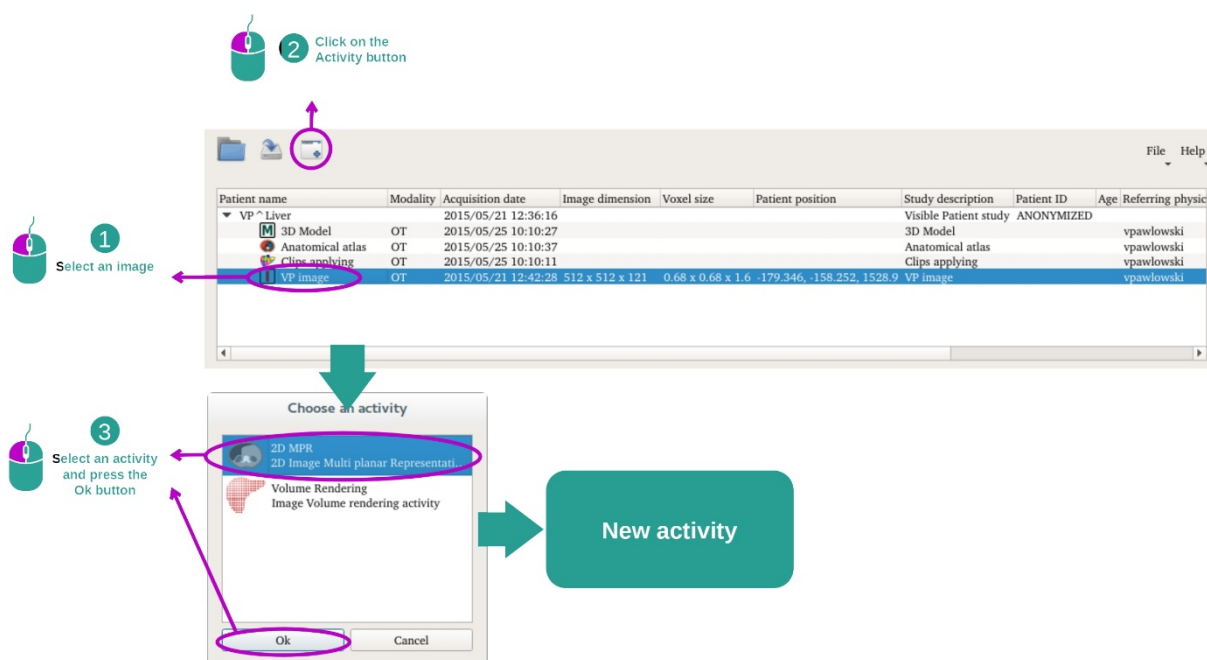 2
Click on the
Activity button
File Help
Patient name Modality Acquisition date Image dimension Voxel size Patient position Study description Patient ID Age Referring physic
VP ^ Liver 2015/05/21 12:36:16 Visible Patient study ANONYMIZED
M 3D Model OT 2015/05/25 10:10:27 3D Model vpawlowski
Anatomical atlas OT 2015/05/25 10:10:37 Anatomical atlas vpawlowski
Clips applying OT 2015/05/25 10:10:11 Clips applying vpawlowski
VP image OT 2015/05/21 12:42:28 512 x 512 x 121 0.68 x 0.68 x 1.6 -179.346, -158.252, 1528.9 VP image vpawlowski
1
Select an image
Choose an activity
2D MPR
2D Image Multi planar Representati..
Volume Rendering
Image Volume rendering activity
Ok Cancel
3
Select an activity
and press the
Ok button
New activity